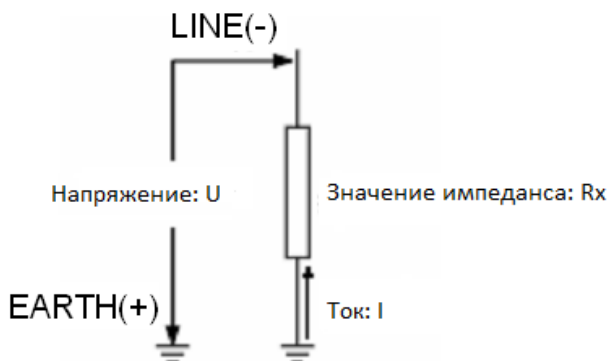 LINE(-)
Напряжение: U
Значение импеданса: Rx
EARTH(+)
Ток: I